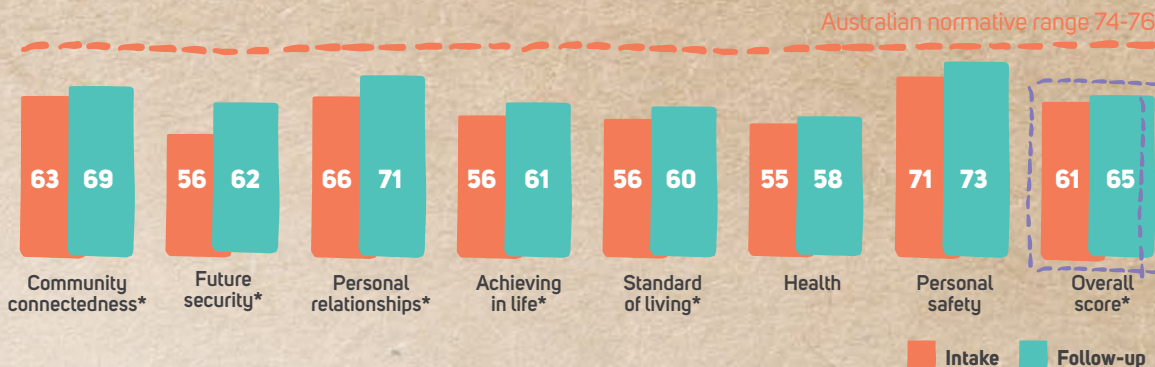 Australian normative range 74-76
63 69
56 62
66 71
56 61
56 60
55 58
71 73
61 65
Community
connectedness*
Future
security*
Personal
relationships*
Achieving
in life*
Standard
of living*
Health
Personal
safety
Overall
score*
Intake
Follow-up